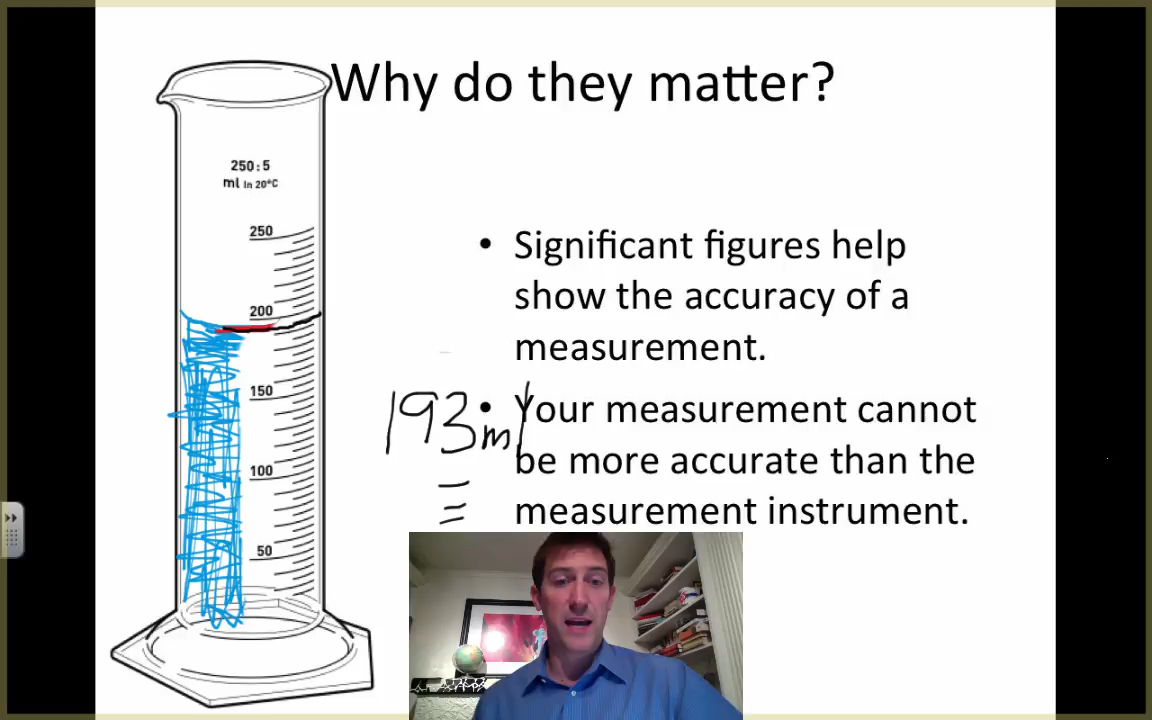 Why do they matter?
250:5
ml In 20°C
250
200
150
100
50
• Significant figures help
show the accuracy of a
measurement.
193ml
• Your measurement cannot
be more accurate than the
measurement instrument.